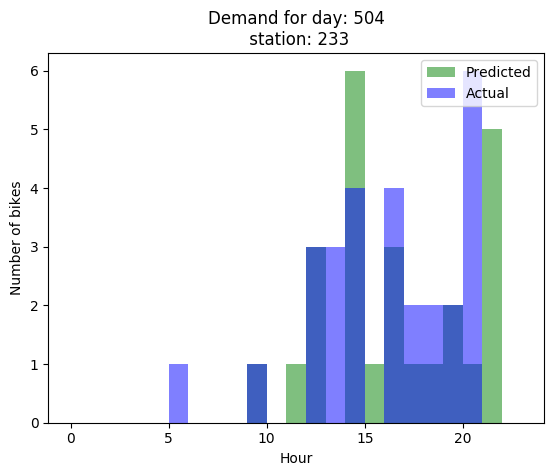 Demand for day: 504
station: 233
Predicted
Actual
6
5
4
3
2
1
0
Number of bikes
0 5 10 15 20
Hour